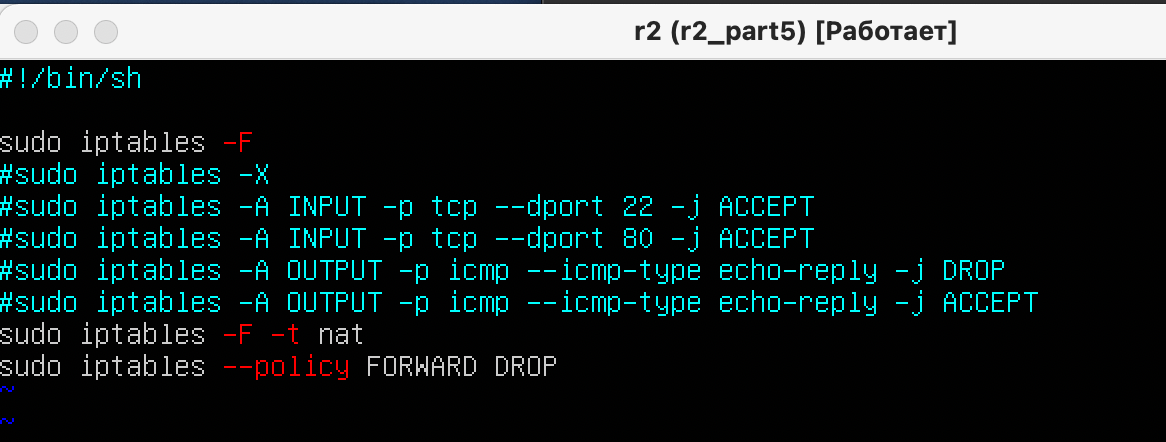 r2 (r2_part5) [Работает]
#!/bin/sh
sudo iptables -F
#sudo iptables -X
#sudo iptables -A INPUT -p tcp --dport 22 -j ACCEPT
#sudo iptables -A INPUT -p tcp --dport 80 -j ACCEPT
#sudo iptables -A OUTPUT -p icmp --icmp-type echo-reply -j DROP
#sudo iptables -A OUTPUT -p icmp --icmp-type echo-reply -j ACCEPT
sudo iptables -F -t nat
sudo iptables --policy FORWARD DROP
~
~